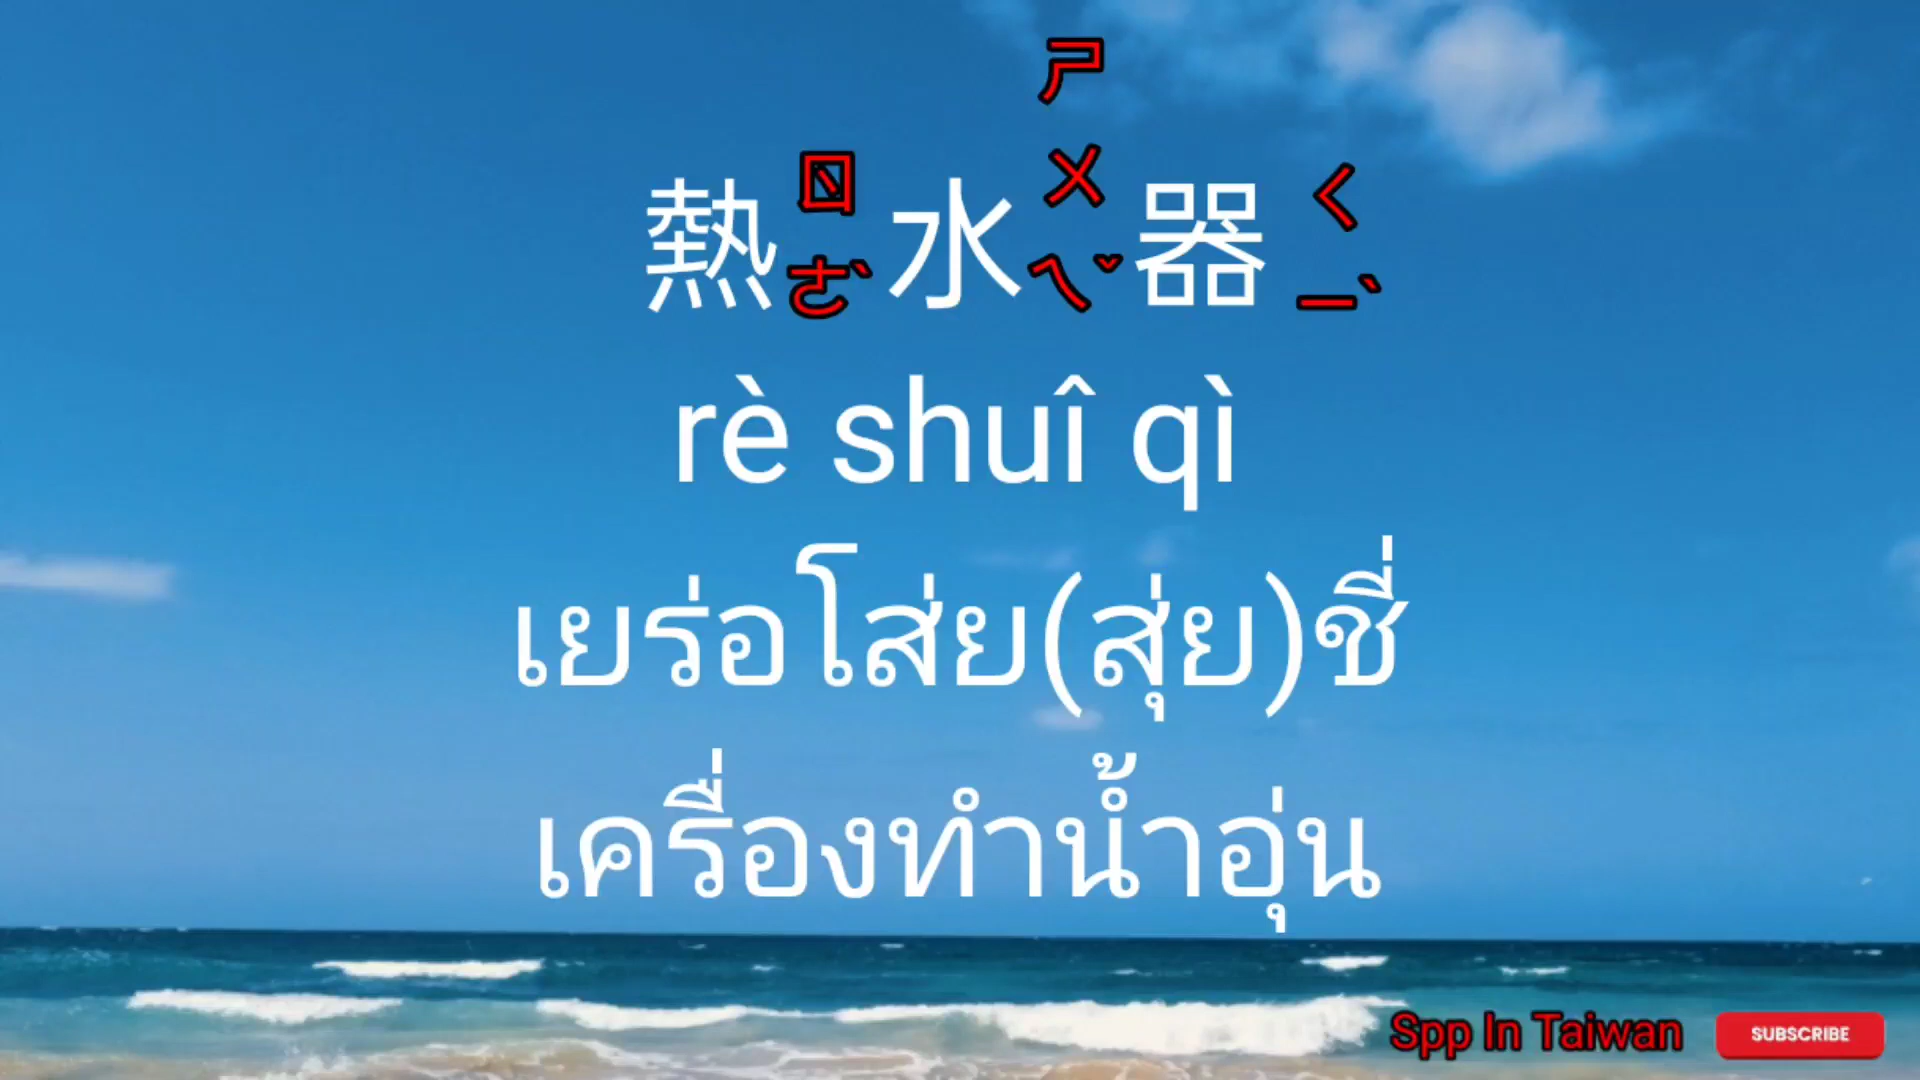 熱ㄖㄜˋ水ㄕㄨㄟˇ器ㄑㄧˋ
rè shuî qì
เยร่อโส่ย(สุ่ย)ชี่
เครื่องทำน้ำอุ่น
Spp In Taiwan
SUBSCRIBE